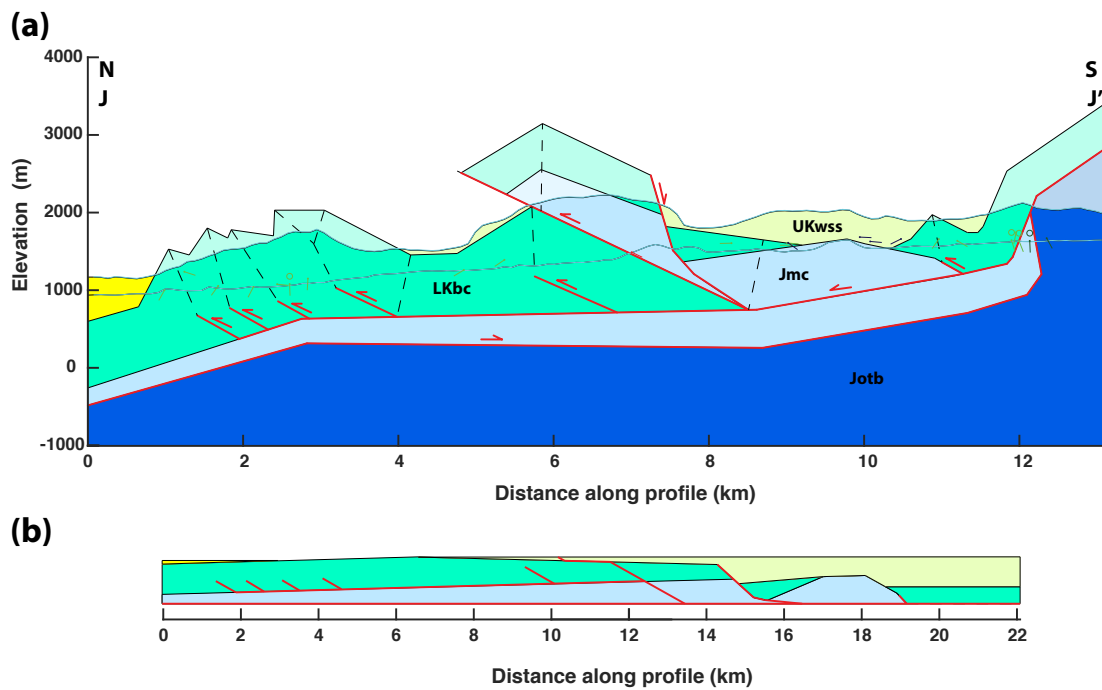 (a)
4000
N
S
J
J'
3000
Elevation (m)
2000
UKwss
Jmc
1000
LKbc
0
Jotb
-1000
0 2 4 6 8 10 12
Distance along profile (km)
(b)
0 2 4 6 8 10 12 14 16 18 20 22
Distance along profile (km)